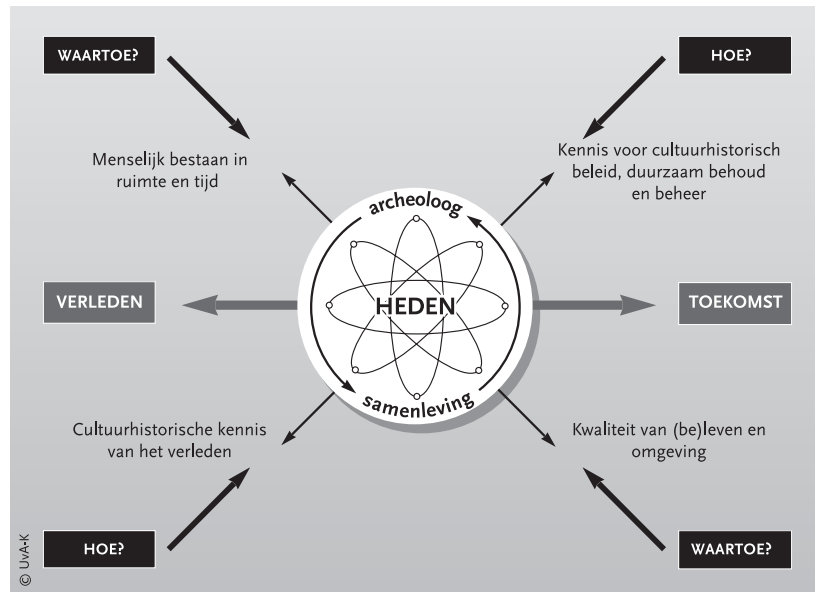 WAARTOE?
HOE?
Menselijk bestaan in
ruimte en tijd
Kennis voor cultuurhistorisch
beleid, duurzaam behoud
en beheer
archeoloog
VERLEDEN
HEDEN
TOEKOMST
samenleving
Cultuurhistorische kennis
van het verleden
Kwaliteit van (be)leven en
omgeving
HOE?
WAARTOE?
© UvA-K